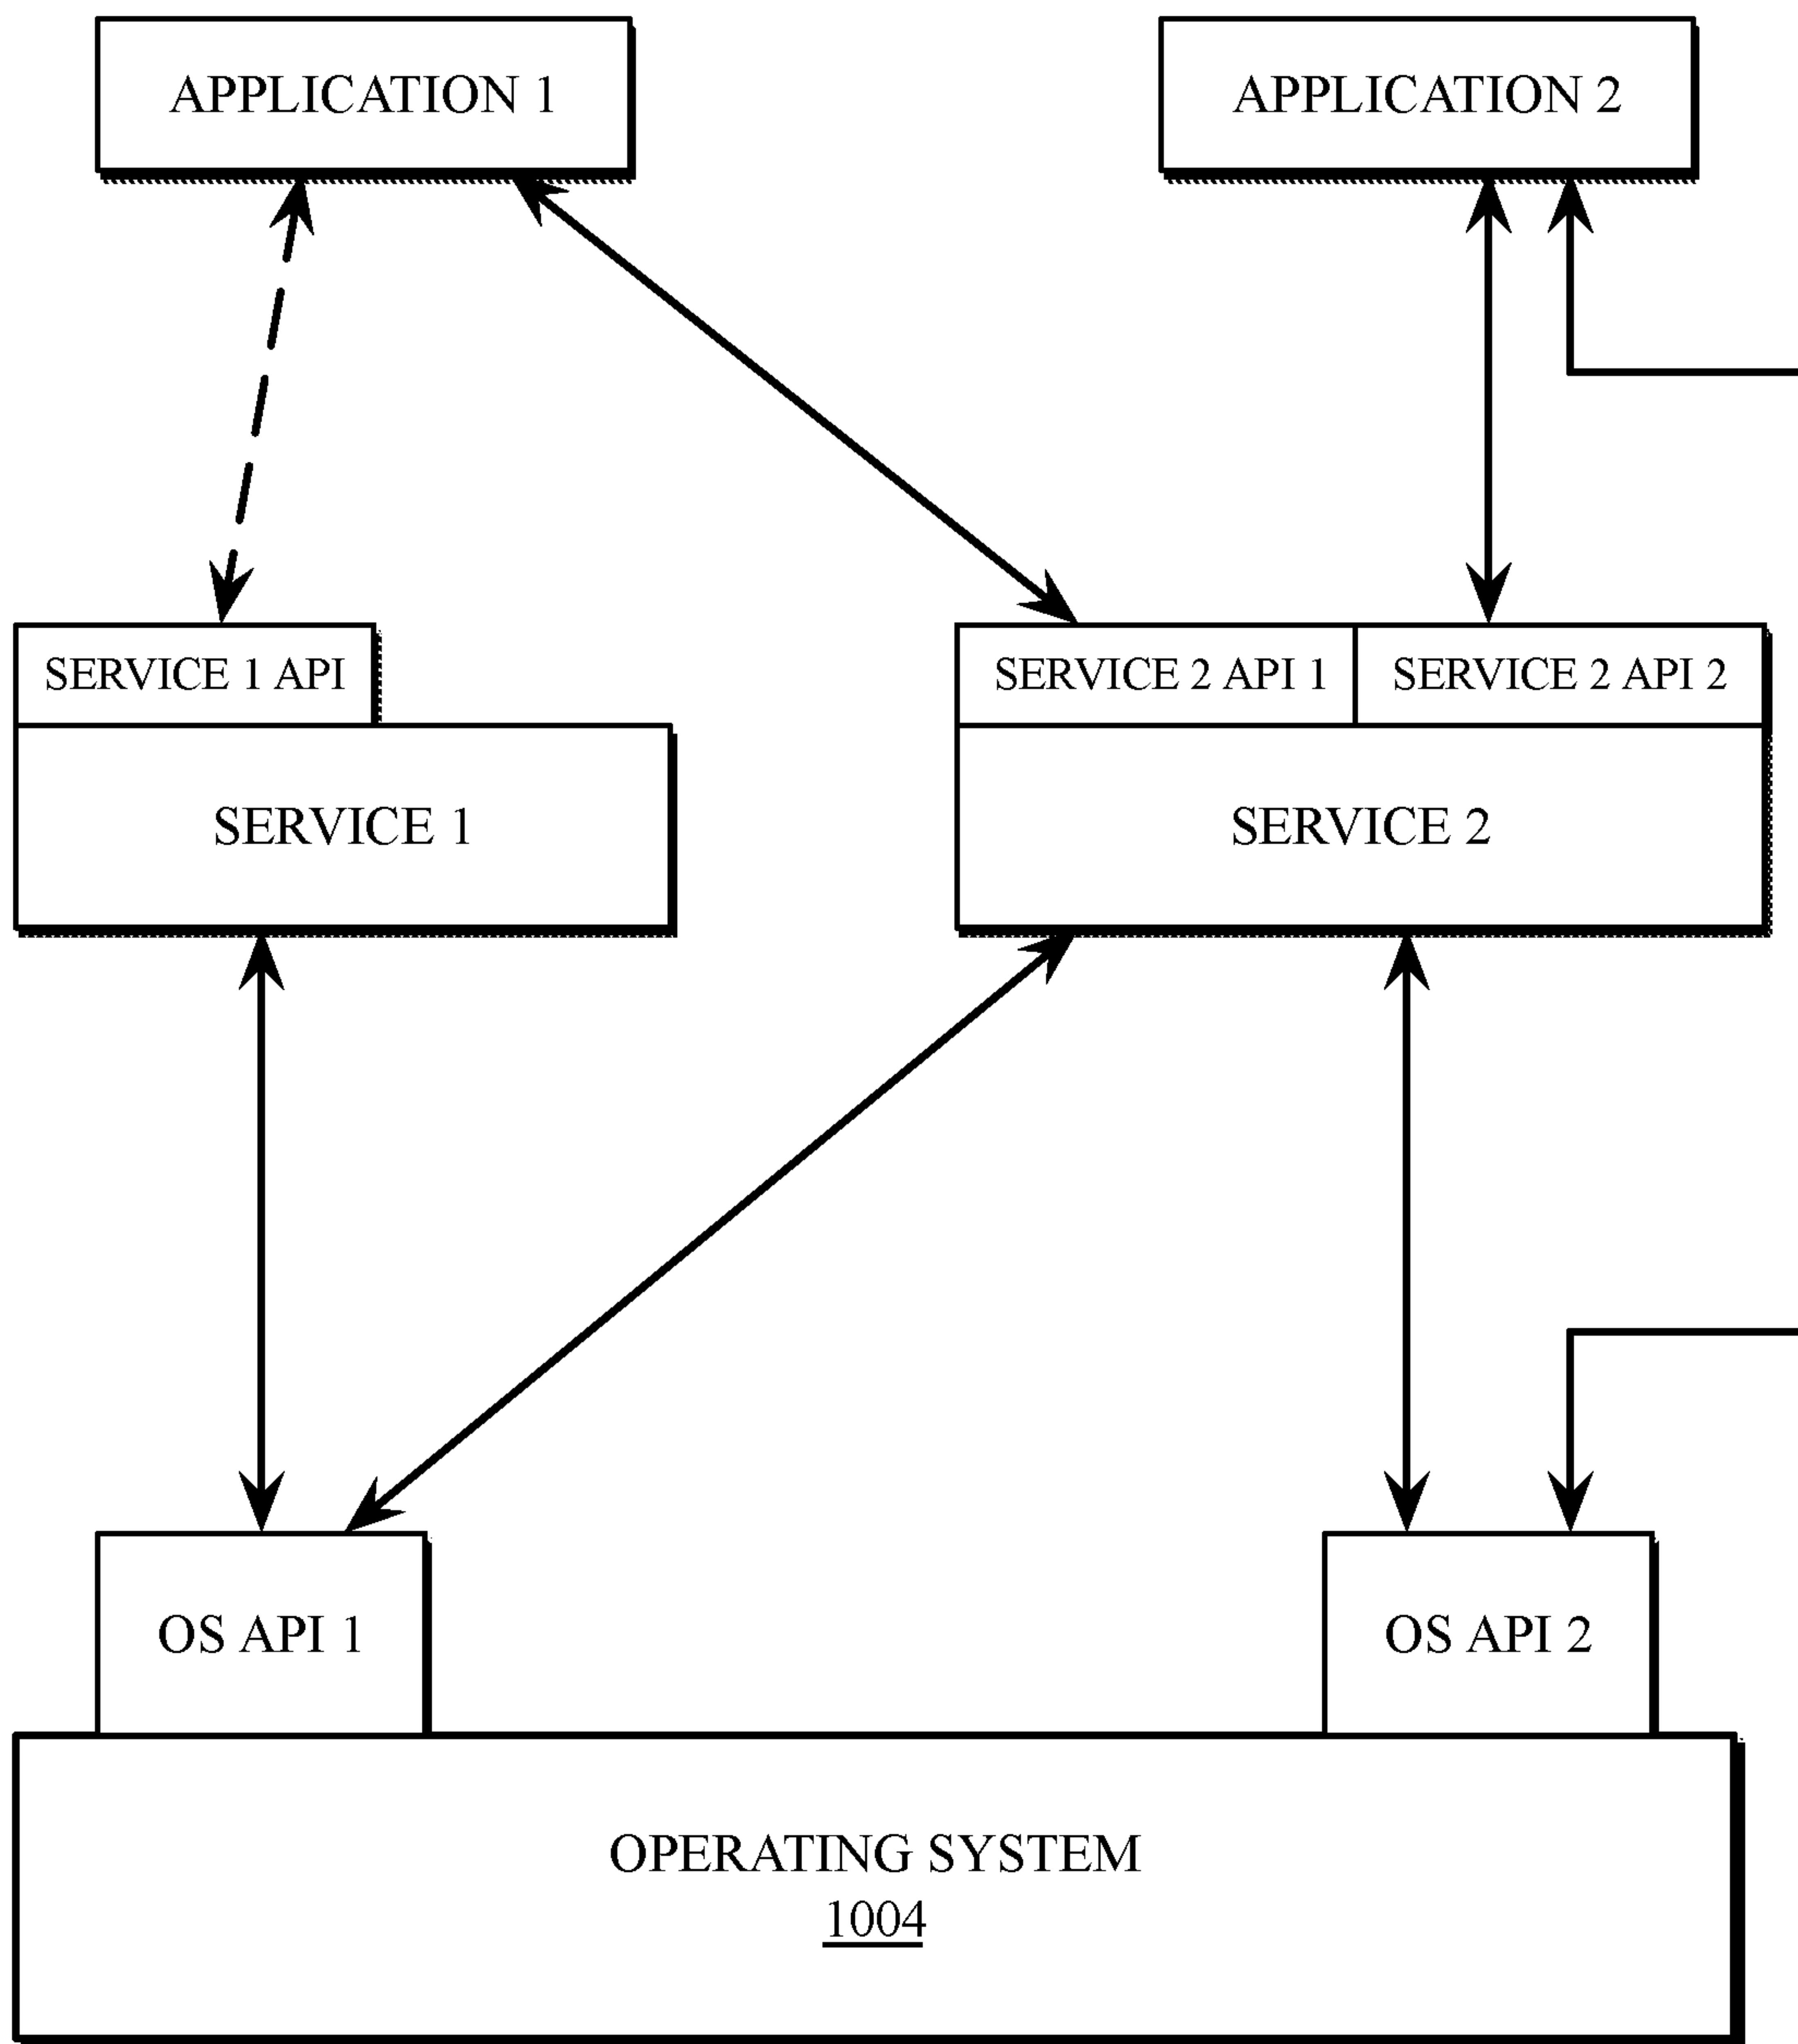 APPLICATION 1
APPLICATION 2
SERVICE 1 API
SERVICE 2 API 1
SERVICE 2 API 2
SERVICE 1
SERVICE 2
OS API 1
OS API 2
OPERATING SYSTEM
1004